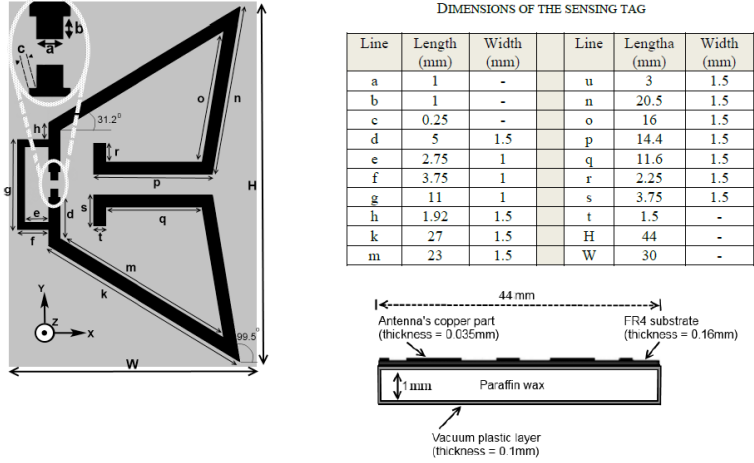 DIMENSIONS OF THE SENSING TAG
Line Length (mm) Width (mm) Line Lengtha (mm) Width (mm)
a 1 - u 3 1.5
b 1 - n 20.5 1.5
c 0.25 - o 16 1.5
d 5 1.5 p 14.4 1.5
e 2.75 1 q 11.6 1.5
f 3.75 1 r 2.25 1.5
g 11 1 s 3.75 1.5
h 1.92 1.5 t 1.5 -
k 27 1.5 H 44 -
m 23 1.5 W 30 -
b
a
c
h
31.2⁰
o
n
r
p
g
H
e
d
s
q
f
t
m
k
Y
Z
X
99.5⁰
W
44 mm
Antenna's copper part
(thickness = 0.035mm)
FR4 substrate
(thickness = 0.16mm)
1mm
Paraffin wax
Vacuum plastic layer
(thickness = 0.1mm)